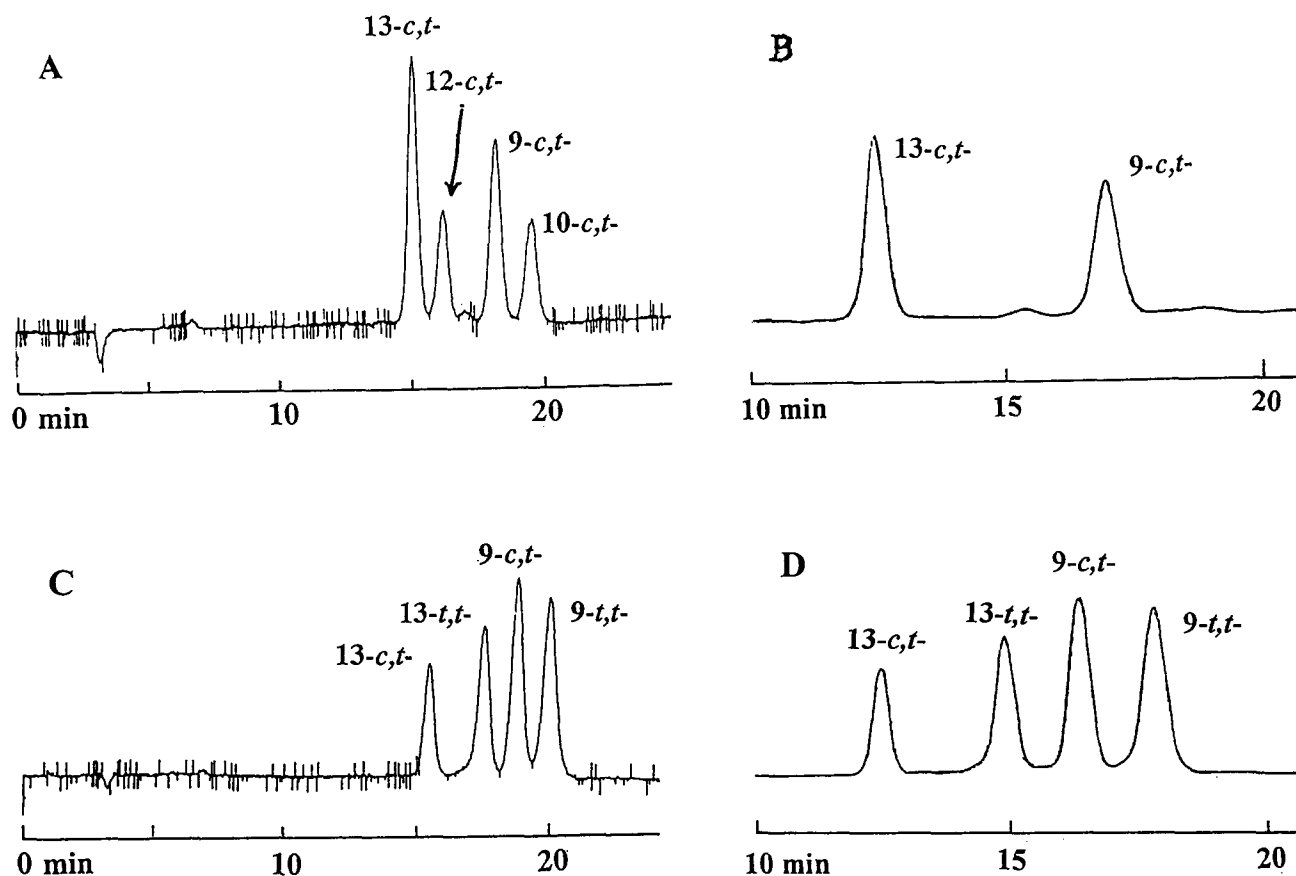 A
13-c,t-
12-c,t-
9-c,t-
10-c,t-
0 min 10 20
B
13-c,t-
9-c,t-
10 min 15 20
C
9-c,t-
13-t,t-
9-t,t-
13-c,t-
0 min 10 20
D
9-c,t-
13-t,t-
9-t,t-
13-c,t-
10 min 15 20